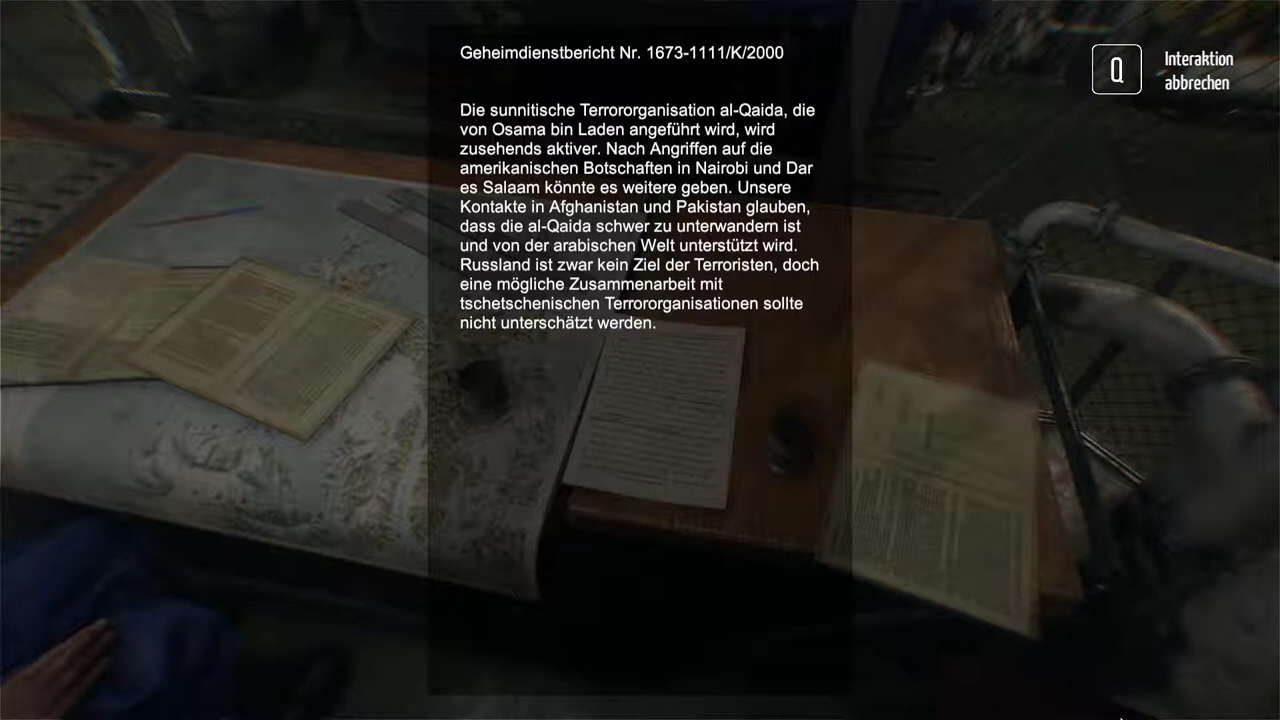 Geheimdienstbericht Nr. 1673-1111/K/2000
Die sunnitische Terrororganisation al-Qaida, die
von Osama bin Laden angeführt wird, wird
zusehends aktiver. Nach Angriffen auf die
amerikanischen Botschaften in Nairobi und Dar
es Salaam könnte es weitere geben. Unsere
Kontakte in Afghanistan und Pakistan glauben,
dass die al-Qaida schwer zu unterwandern ist
und von der arabischen Welt unterstützt wird.
Russland ist zwar kein Ziel der Terroristen, doch
eine mögliche Zusammenarbeit mit
tschetschenischen Terrororganisationen sollte
nicht unterschätzt werden.
Q
Interaktion
abbrechen